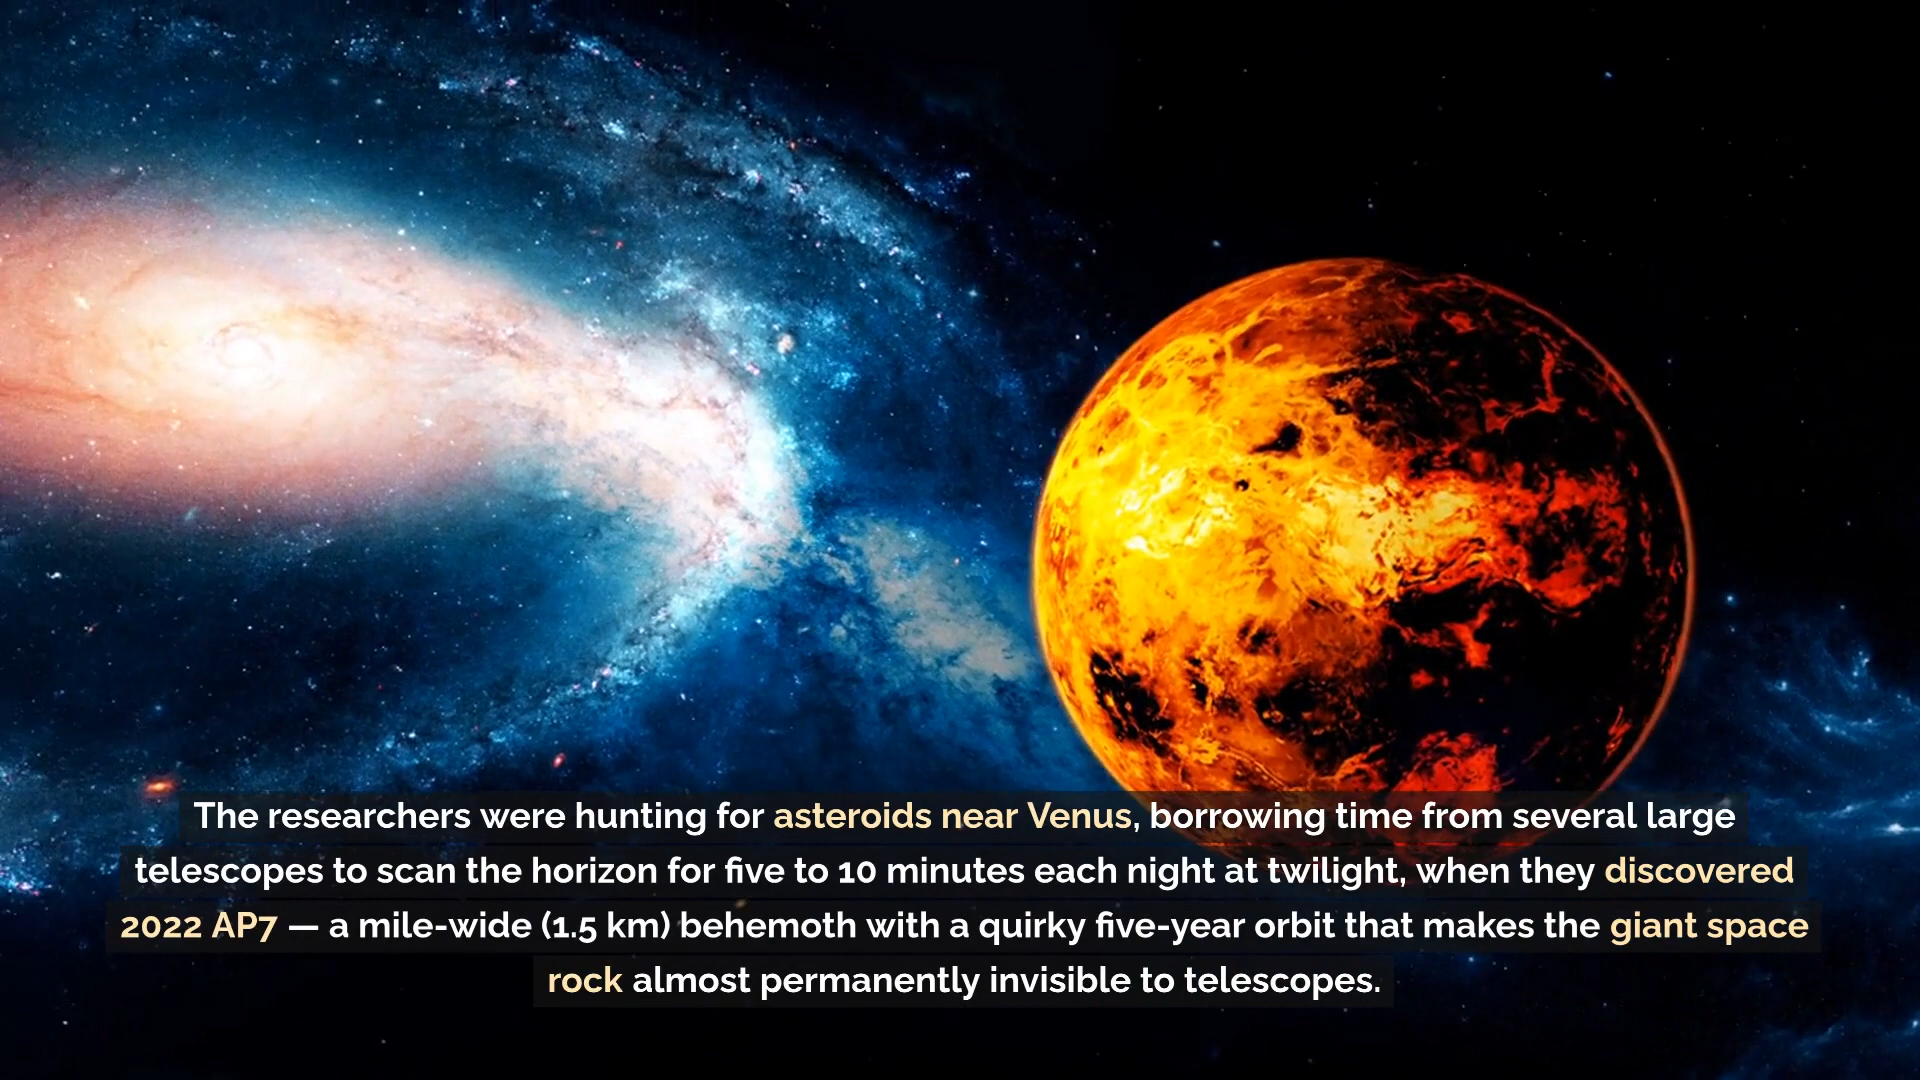 The researchers were hunting for asteroids near Venus, borrowing time from several large
telescopes to scan the horizon for five to 10 minutes each night at twilight, when they discovered
2022 AP7 — a mile-wide (1.5 km) behemoth with a quirky five-year orbit that makes the giant space
rock almost permanently invisible to telescopes.